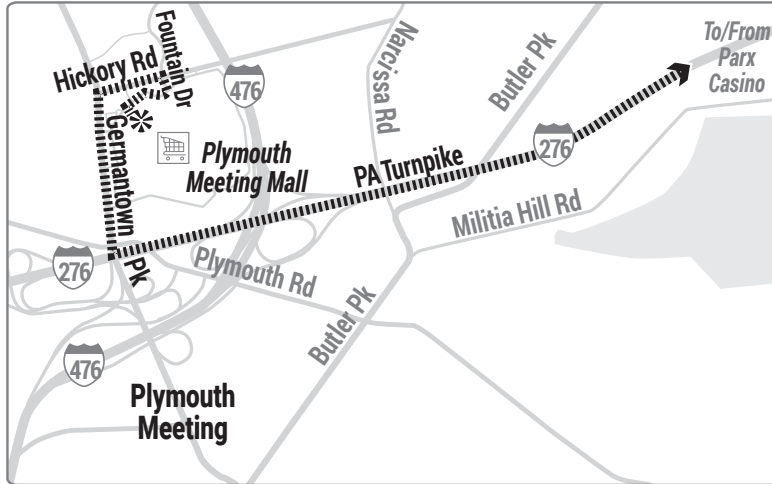 Fountain Dr
Hickory Rd
476
Narcissa Rd
Butler Pk
To/From
Parx
Casino
Germantown
Pk
Plymouth
Meeting Mall
PA Turnpike
276
Militia Hill Rd
276
Plymouth Rd
Butler Pk
476
Plymouth
Meeting